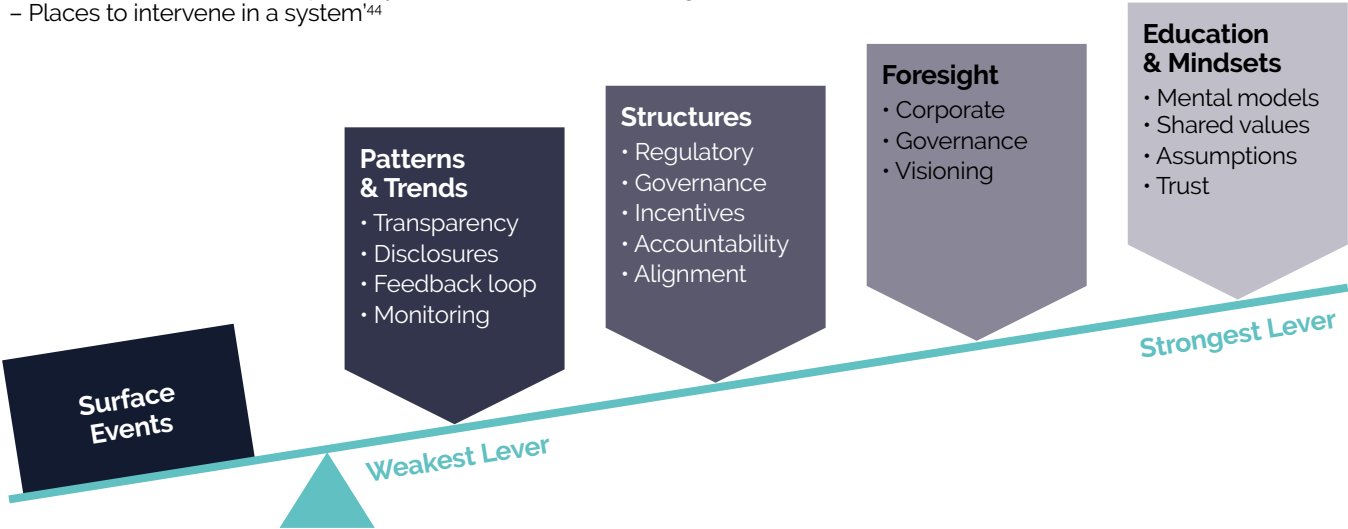 – Places to intervene in a system’⁴⁴
Surface
Events
Patterns
& Trends
• Transparency
• Disclosures
• Feedback loop
• Monitoring
Structures
• Regulatory
• Governance
• Incentives
• Accountability
• Alignment
Foresight
• Corporate
• Governance
• Visioning
Education
& Mindsets
• Mental models
• Shared values
• Assumptions
• Trust
Weakest Lever
Strongest Lever